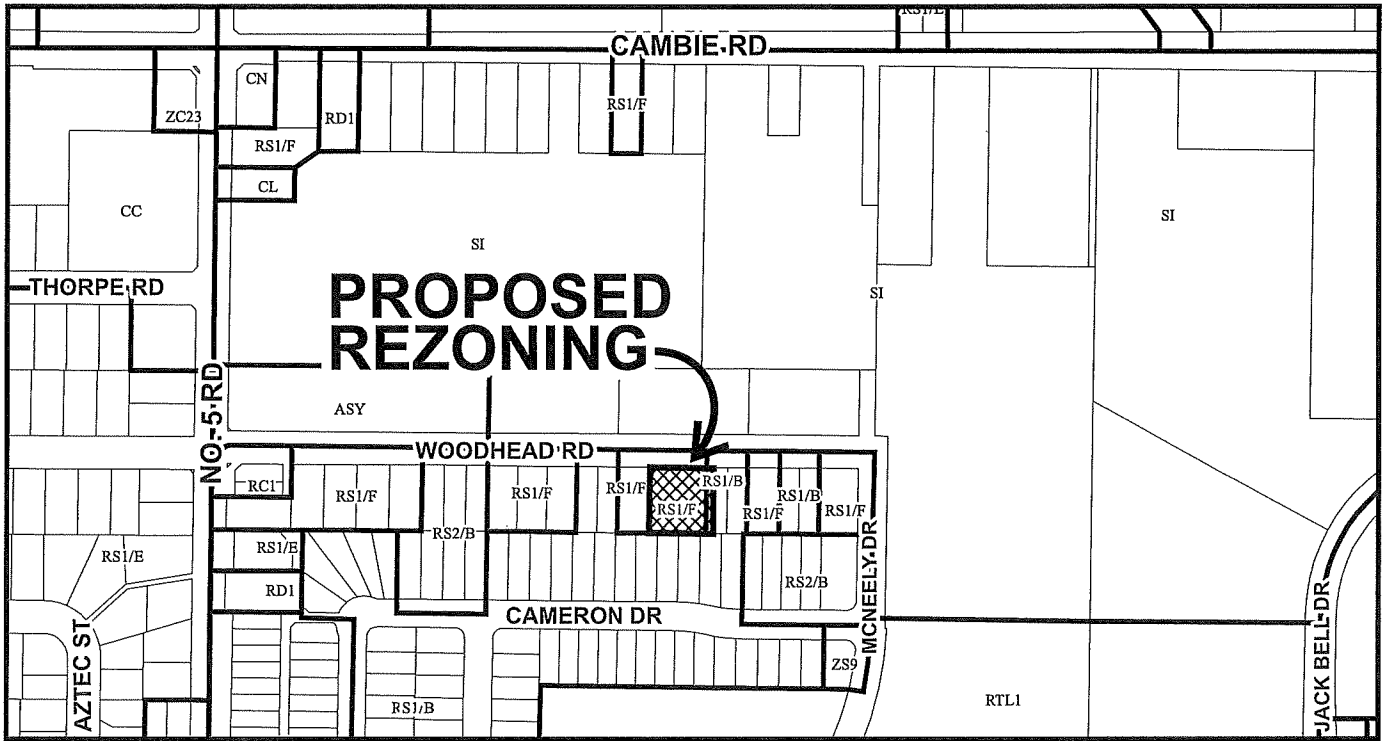 RS1/E
CAMBIE RD
CN
ZC23
RD1
RS1/F
RS1/F
CL
CC
SI
SI
SI
THORPE RD
PROPOSED
REZONING
NO. 5 RD
ASY
WOODHEAD RD
RC1
RS1/F
RS1/F
RS1/F
RS1/F
RS1/B
RS1/F
RS1/B
RS1/F
RS2/B
RS1/E
RS1/E
RD1
RS2/B
CAMERON DR
MCNEELY DR
AZTEC ST
ZS9
RS1/B
RTL1
JACK BELL DR